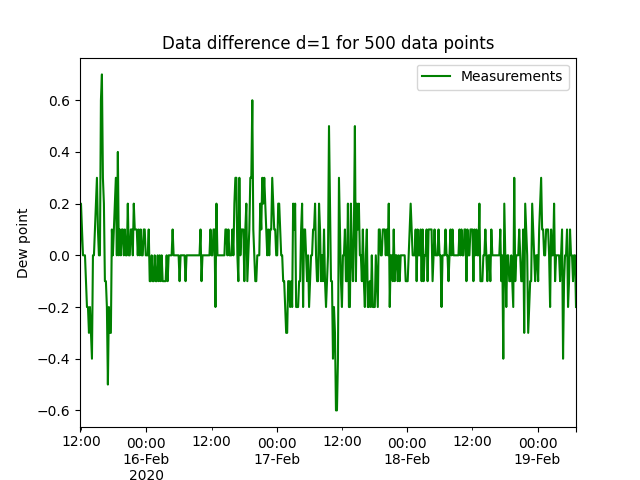 Data difference d=1 for 500 data points
Measurements
Dew point
0.6
0.4
0.2
0.0
−0.2
−0.4
−0.6
12:00 00:00 12:00 00:00 12:00 00:00 12:00 00:00
16-Feb 17-Feb 18-Feb 19-Feb
2020